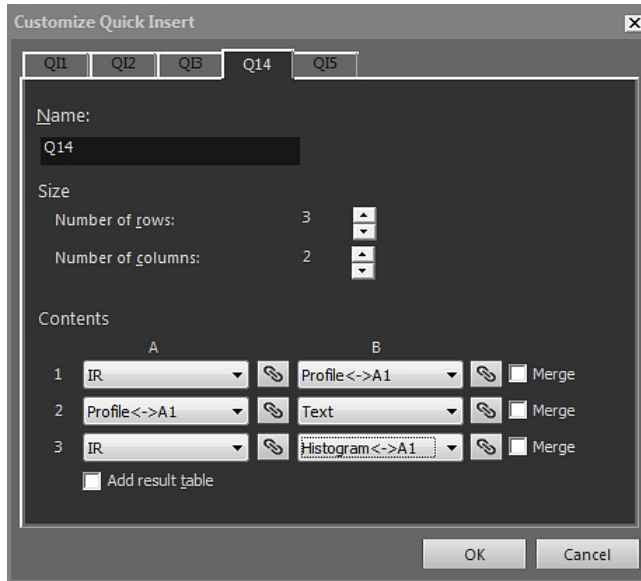 Customize Quick Insert
QI1 QI2 QI3 Q14 QI5
Name:
Q14
Size
Number of rows: 3
Number of columns: 2
Contents
A B
1 IR Profile<->A1 Merge
2 Profile<->A1 Text Merge
3 IR Histogram<->A1 Merge
Add result table
OK Cancel